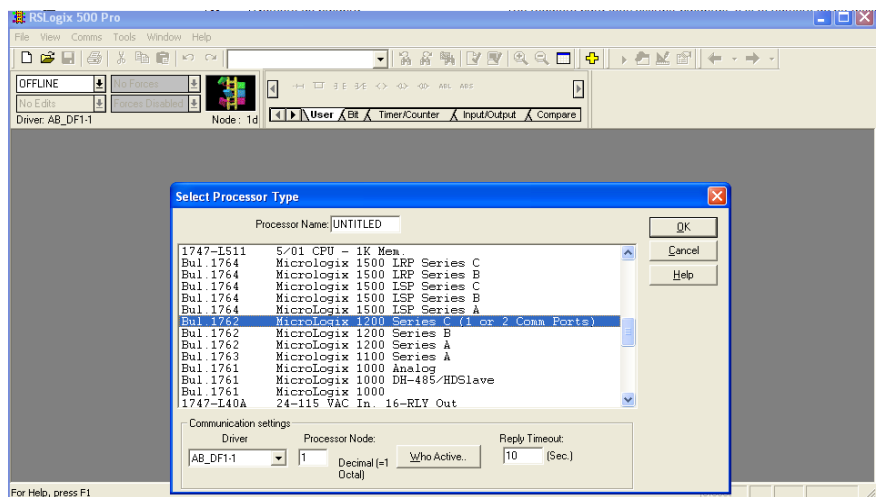 RSLogix 500 Pro
File View Comms Tools Window Help
OFFLINE No Forces
No Edits Forces Disabled
Driver: AB_DF1-1 Node : 1d
ABL ABS
User Bit Timer/Counter Input/Output Compare
Select Processor Type
Processor Name: UNTITLED
OK
Cancel
Help
1747-L511 5/01 CPU - 1K Mem.
Bul.1764 Micrologix 1500 LRP Series C
Bul.1764 Micrologix 1500 LRP Series B
Bul.1764 Micrologix 1500 LSP Series C
Bul.1764 Micrologix 1500 LSP Series B
Bul.1764 Micrologix 1500 LSP Series A
Bul.1762 MicroLogix 1200 Series C (1 or 2 Comm Ports)
Bul.1762 MicroLogix 1200 Series B
Bul.1762 MicroLogix 1200 Series A
Bul.1763 MicroLogix 1100 Series A
Bul.1761 MicroLogix 1000 Analog
Bul.1761 MicroLogix 1000 DH-485/HDSlave
Bul.1761 MicroLogix 1000
1747-L40A 24-115 VAC In. 16-RLY Out
Communication settings
Driver Processor Node: Reply Timeout:
AB_DF1-1 1 Decimal (=1 Octal) Who Active.. 10 (Sec.)
For Help, press F1